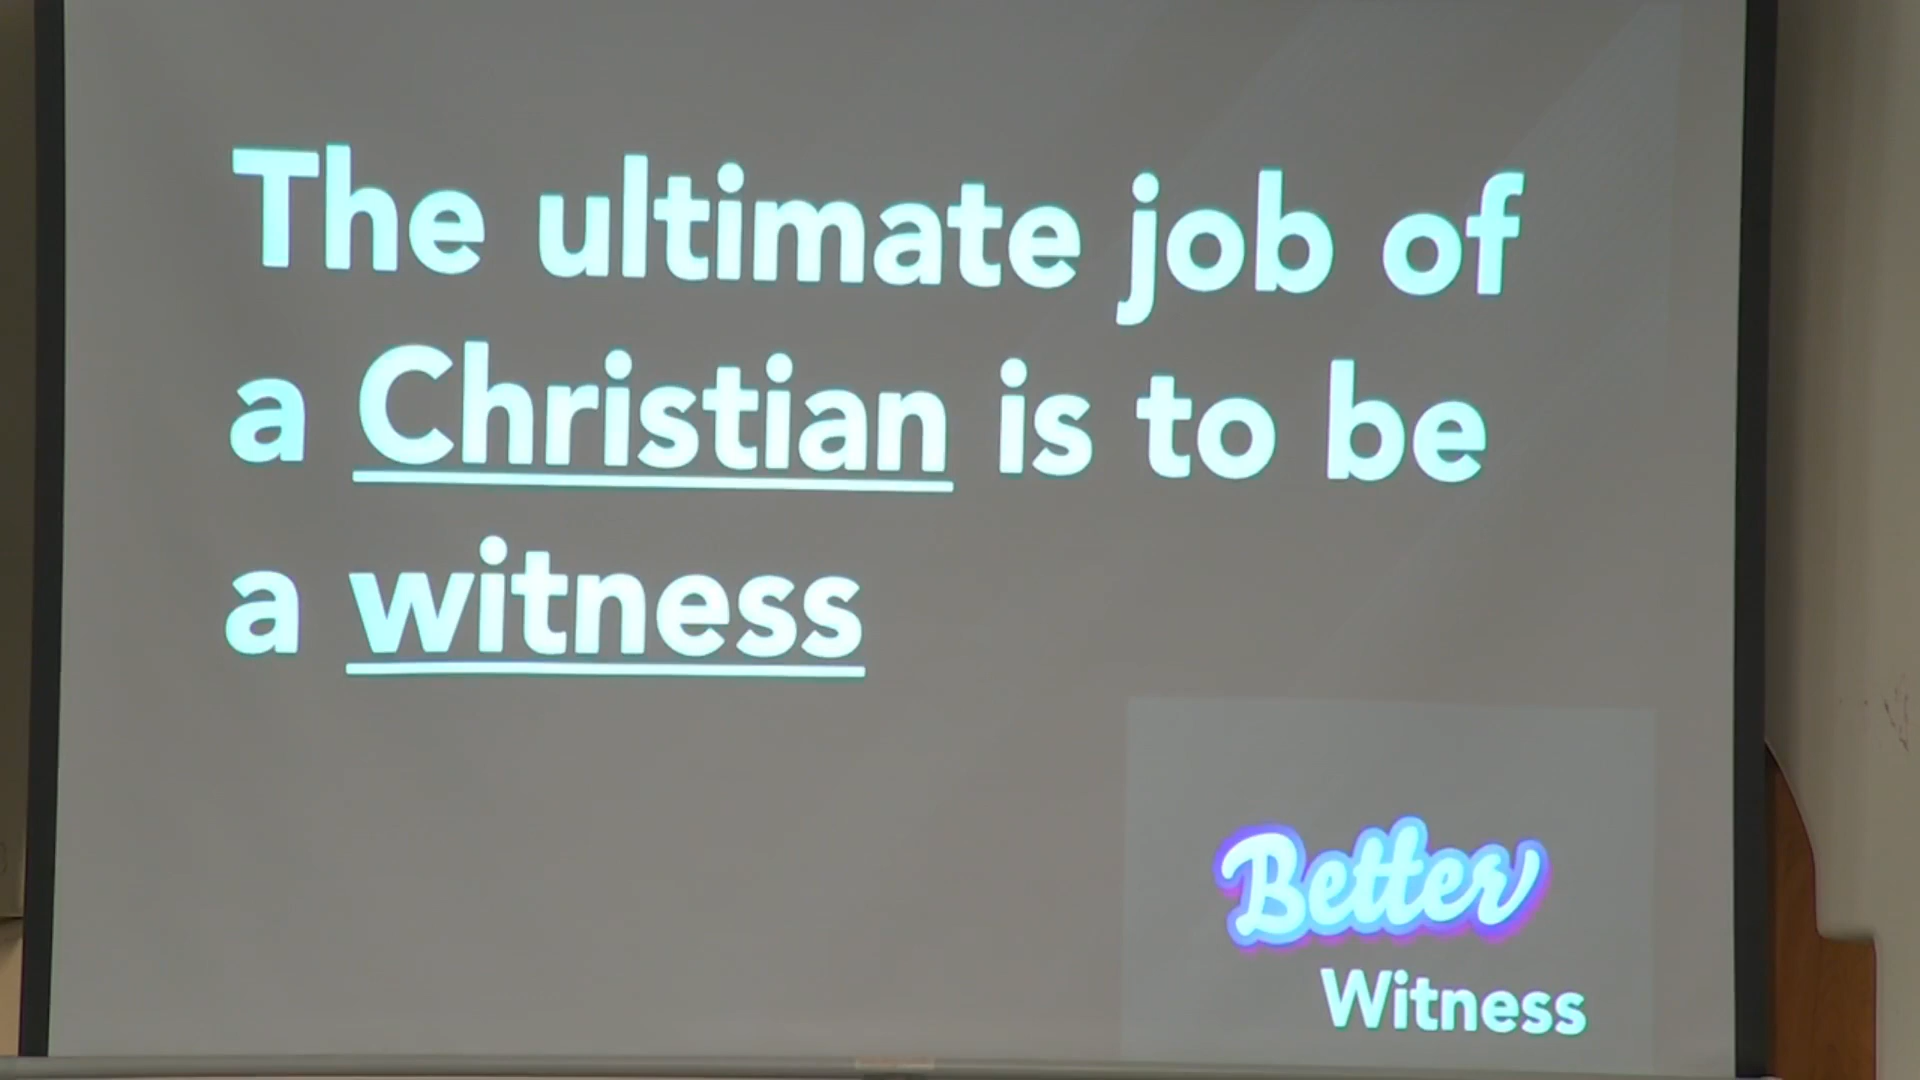 The ultimate job of
a Christian is to be
a witness
Better
Witness